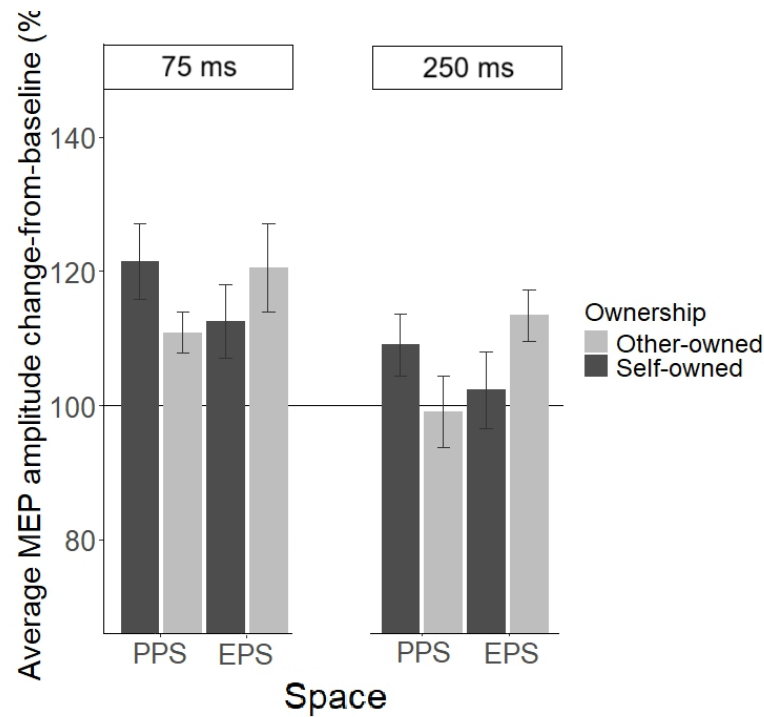 Average MEP amplitude change-from-baseline (%
75 ms
250 ms
140
120
100
80
PPS
EPS
PPS
EPS
Space
Ownership
Other-owned
Self-owned